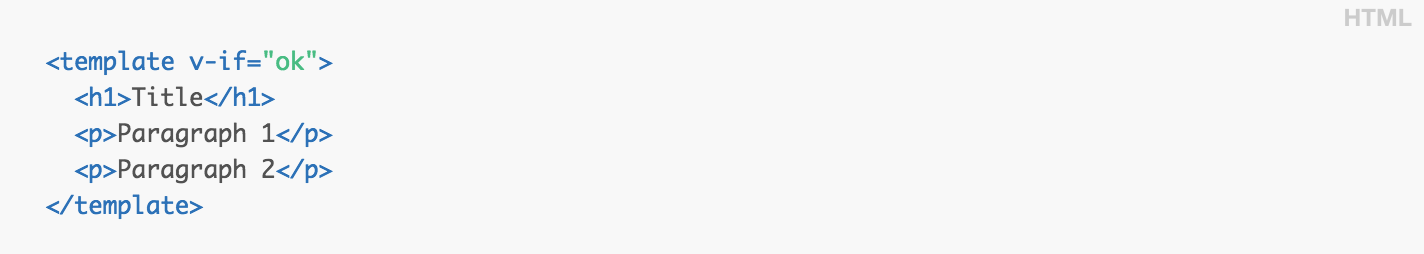 HTML
<template v-if="ok">
  <h1>Title</h1>
  <p>Paragraph 1</p>
  <p>Paragraph 2</p>
</template>